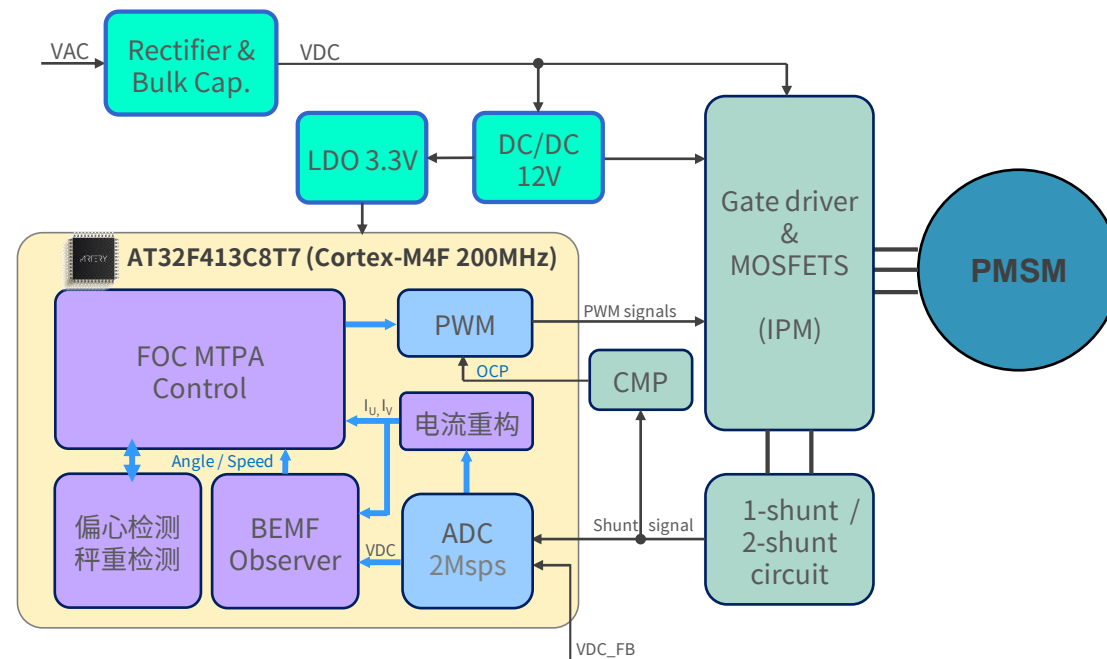 VAC
Rectifier &
Bulk Cap.
VDC
LDO 3.3V
DC/DC
12V
Gate driver
&
MOSFETS
(IPM)
PMSM
ARTERY
AT32F413C8T7 (Cortex-M4F 200MHz)
FOC MTPA
Control
PWM
PWM signals
OCP
CMP
IU, IV
电流重构
Angle / Speed
偏心检测
秤重检测
BEMF
Observer
VDC
ADC
2Msps
Shunt signal
1-shunt /
2-shunt
circuit
VDC_FB